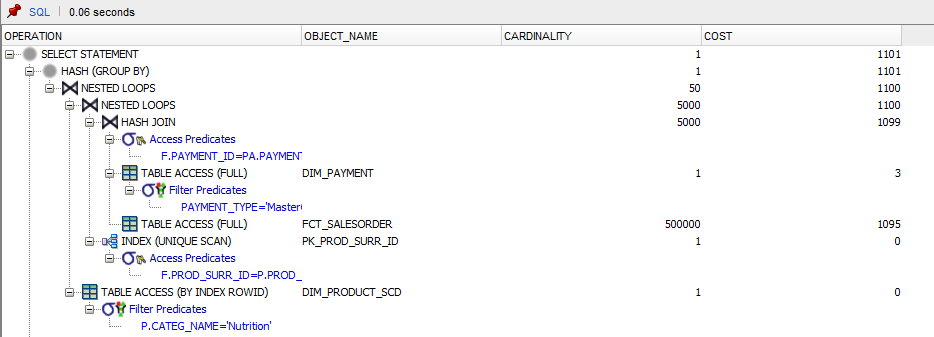 SQL | 0.06 seconds
OPERATION OBJECT_NAME CARDINALITY COST
SELECT STATEMENT 1 1101
HASH (GROUP BY) 1 1101
NESTED LOOPS 50 1100
NESTED LOOPS 5000 1100
HASH JOIN 5000 1099
Access Predicates
F.PAYMENT_ID=PA.PAYMENT
TABLE ACCESS (FULL) DIM_PAYMENT 1 3
Filter Predicates
PAYMENT_TYPE='Master
TABLE ACCESS (FULL) FCT_SALESORDER 500000 1095
INDEX (UNIQUE SCAN) PK_PROD_SURR_ID 1 0
Access Predicates
F.PROD_SURR_ID=P.PROD_
TABLE ACCESS (BY INDEX ROWID) DIM_PRODUCT_SCD 1 0
Filter Predicates
P.CATEG_NAME='Nutrition'